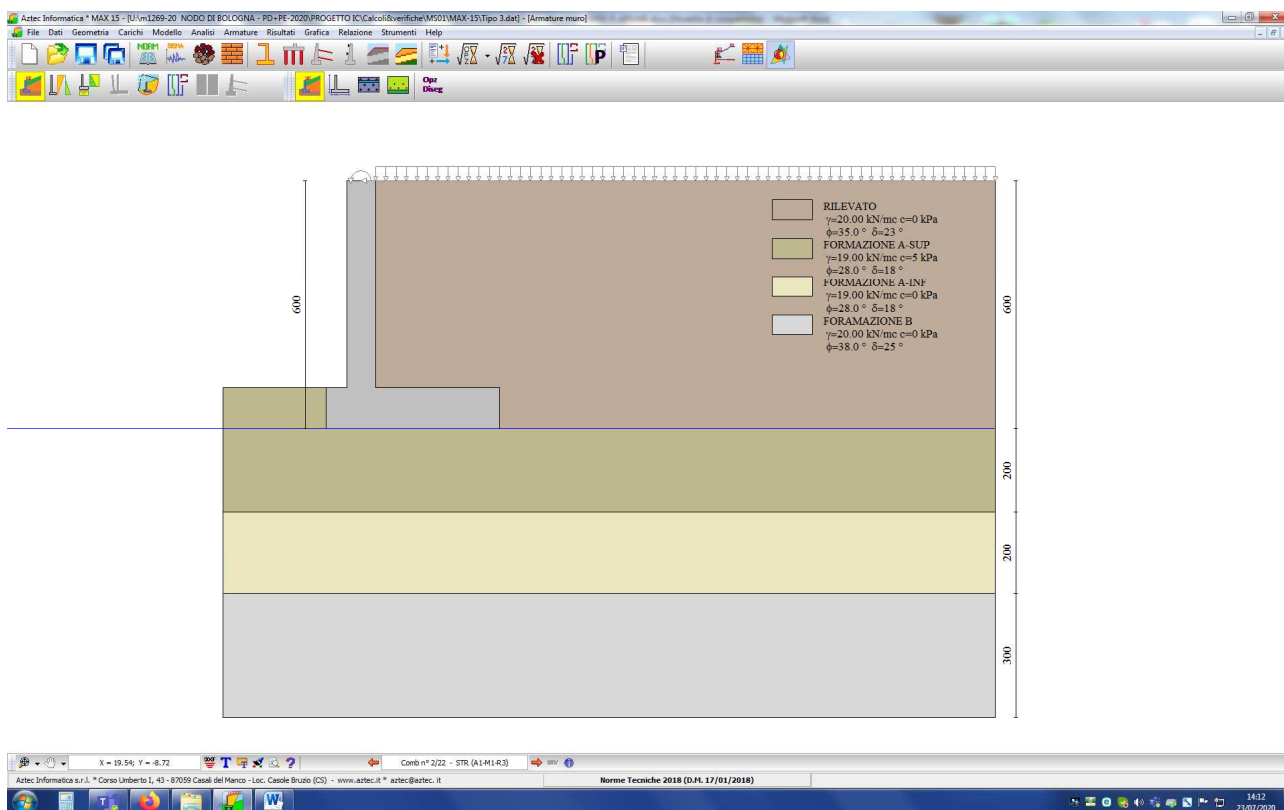 Aztec Informatica * MAX 15 - [U:\m1269-20 NODO DI BOLOGNA - PD+PE-2020\PROGETTO IC\Calcoli&verifiche\MS01\MAX-15\Tipo 3.dat] - [Armature muro]
File Dati Geometria Carichi Modello Analisi Armature Risultati Grafica Relazione Strumenti Help
NORM
Opz
Diseg
RILEVATO
γ=20.00 kN/mc c=0 kPa
ϕ=35.0 ° δ=23 °
FORMAZIONE A-SUP
γ=19.00 kN/mc c=5 kPa
ϕ=28.0 ° δ=18 °
FORMAZIONE A-INF
γ=19.00 kN/mc c=0 kPa
ϕ=28.0 ° δ=18 °
FORAMAZIONE B
γ=20.00 kN/mc c=0 kPa
ϕ=38.0 ° δ=25 °
600
600
200
200
300
X = 19.54; Y = -8.72
Comb n° 2/22 - STR (A1-M1-R3)
INV
Aztec Informatica s.r.l. * Corso Umberto I, 43 - 87059 Casali del Manco - Loc. Casole Bruzio (CS) - www.aztec.it * aztec@aztec. it
Norme Tecniche 2018 (D.M. 17/01/2018)
14:12
23/07/2020